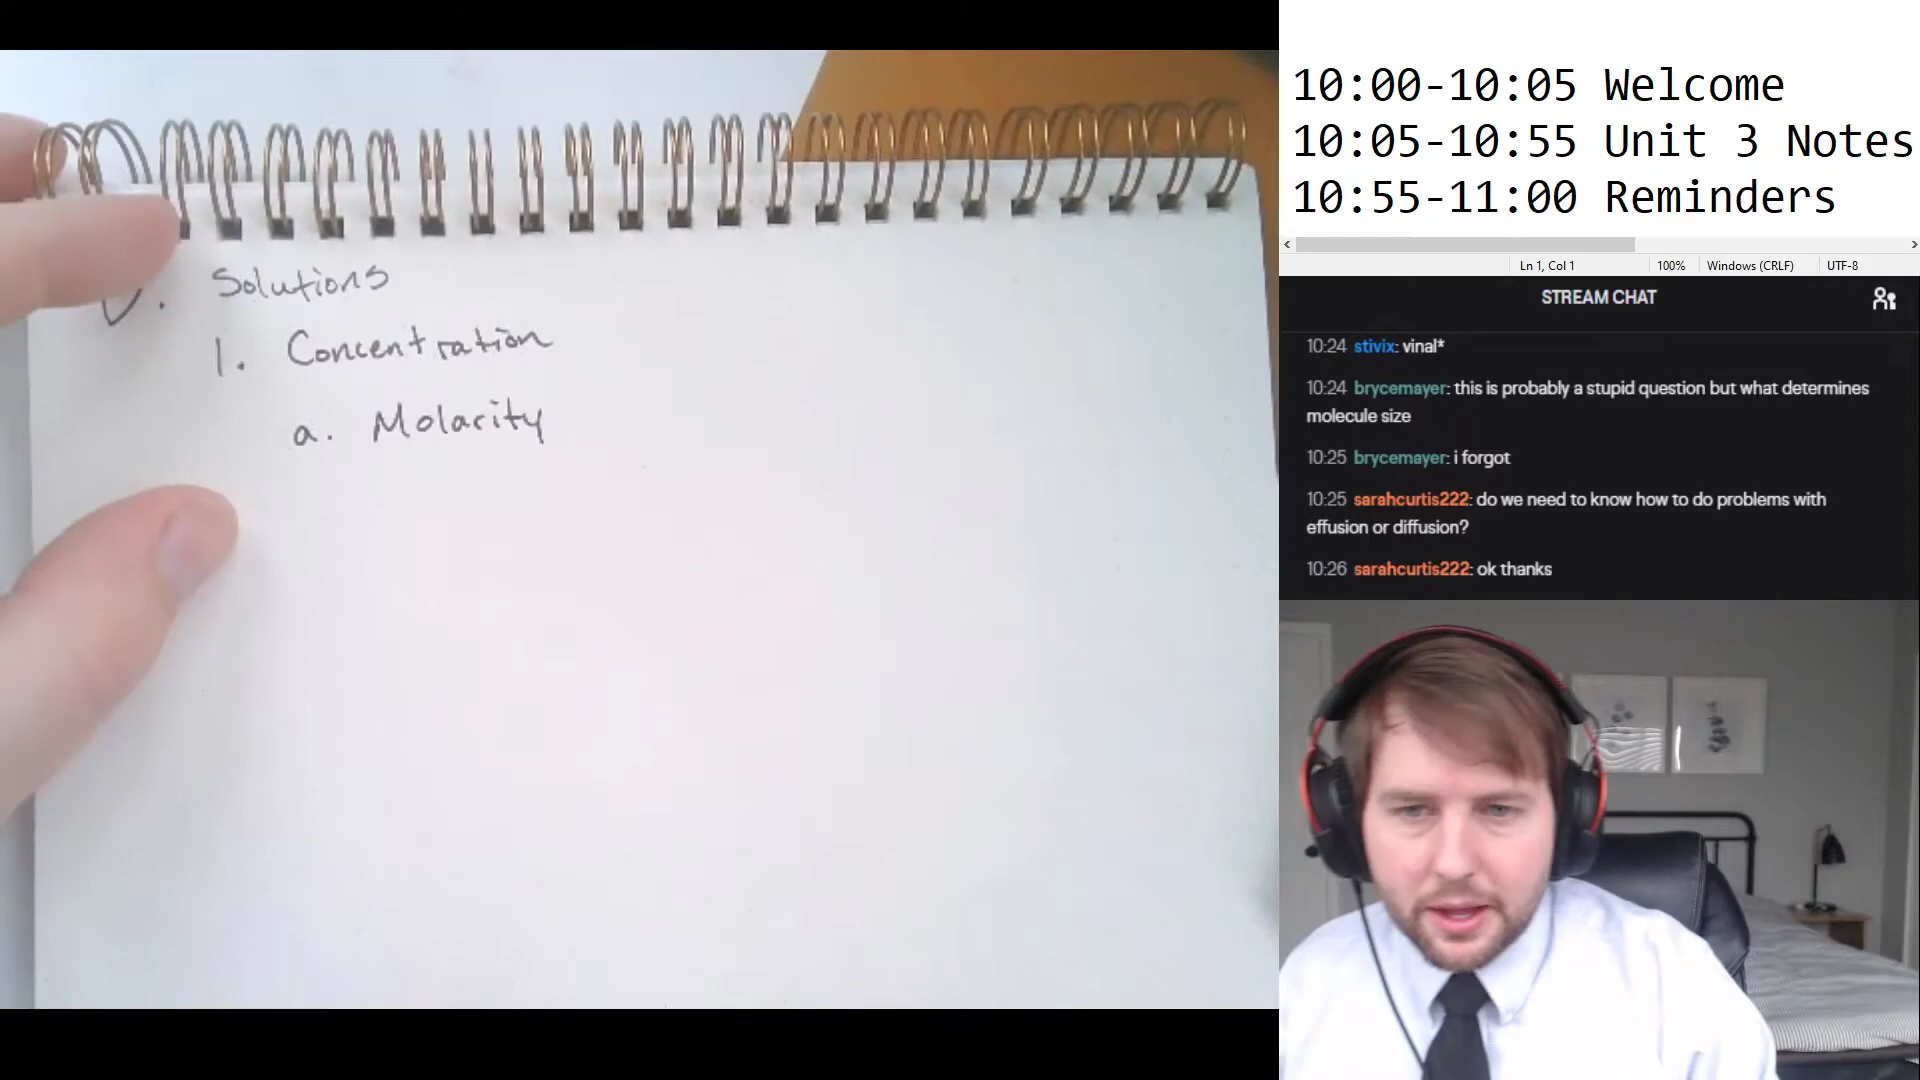 Solutions
1. Concentration
a. Molarity
10:00-10:05 Welcome
10:05-10:55 Unit 3 Notes
10:55-11:00 Reminders
Ln 1, Col 1 100% Windows (CRLF) UTF-8
STREAM CHAT
10:24 stivix: vinal*
10:24 brycemayer: this is probably a stupid question but what determines
molecule size
10:25 brycemayer: i forgot
10:25 sarahcurtis222: do we need to know how to do problems with
effusion or diffusion?
10:26 sarahcurtis222: ok thanks